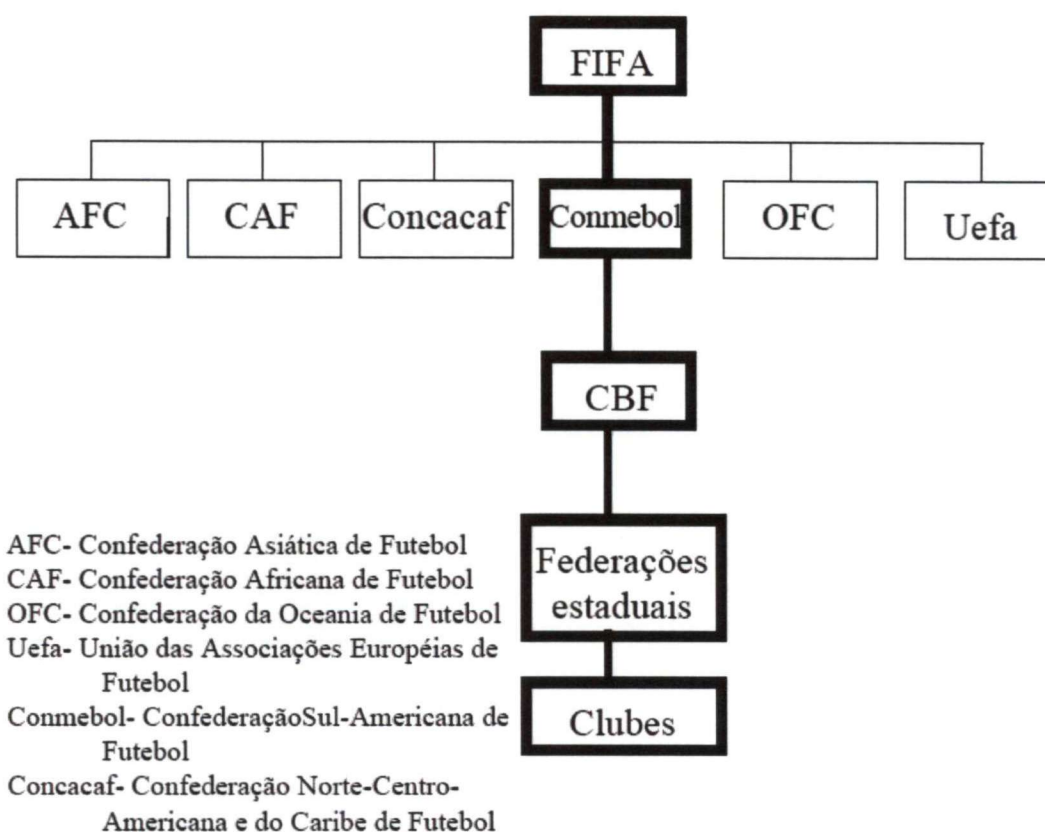 FIFA
AFC
CAF
Concacaf
Conmebol
OFC
Uefa
CBF
Federações
estaduais
Clubes
AFC- Confederação Asiática de Futebol
CAF- Confederação Africana de Futebol
OFC- Confederação da Oceania de Futebol
Uefa- União das Associações Européias de
Futebol
Conmebol- ConfederaçãoSul-Americana de
Futebol
Concacaf- Confederação Norte-Centro-
Americana e do Caribe de Futebol